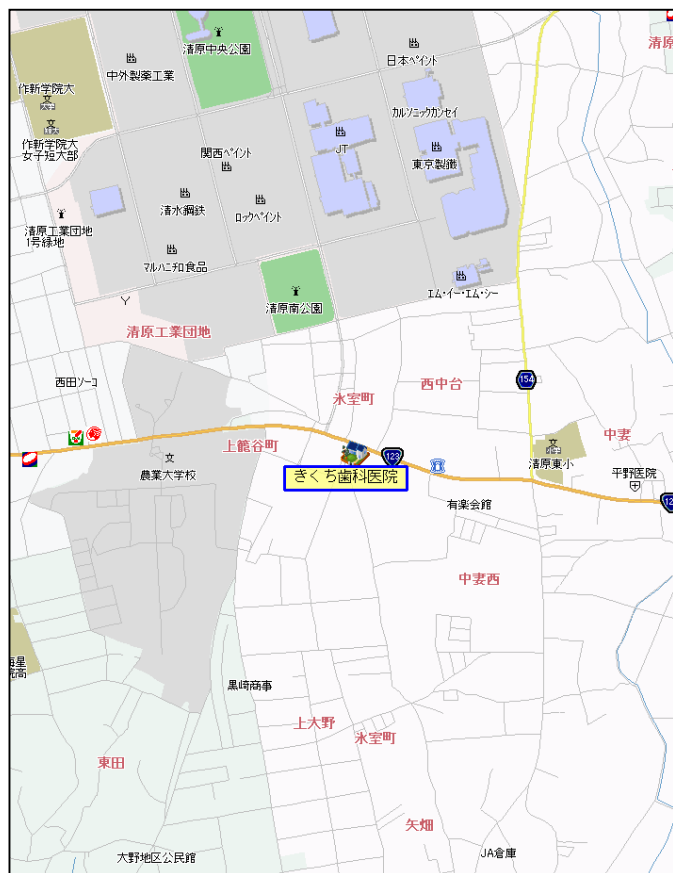 清原中央公園
日本ペイント
清原
中外製薬工業
作新学院大
大学
カルソニックカンセイ
作新学院大
女子短大部
関西ペイント
JT
東京製鐵
清水鋼鉄
ロックペイント
清原工業団地
1号緑地
マルハニチロ食品
エム・イー・エム・シー
清原南公園
清原工業団地
西田ソーコ
氷室町
西中台
154
中妻
上籠谷町
123
清原東小
農業大学校
きくち歯科医院
平野医院
有楽会館
12
中妻西
海星
院高
黒崎商事
上大野
氷室町
東田
矢畑
大野地区公民館
JA倉庫